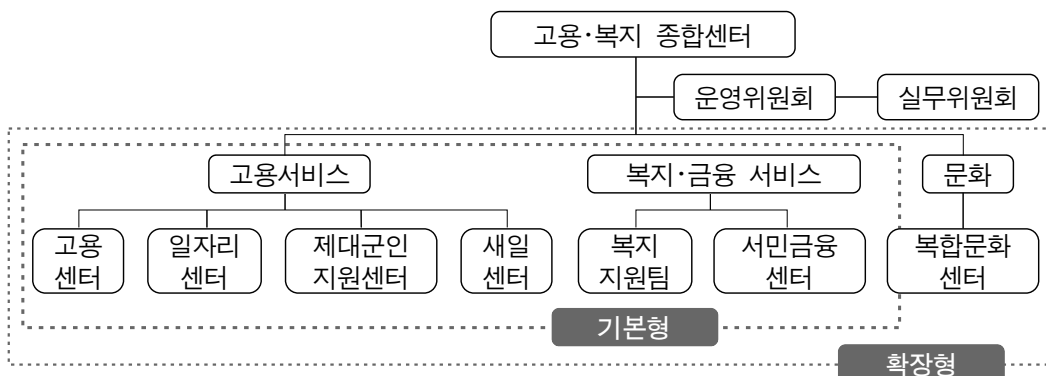 고용·복지 종합센터
운영위원회
실무위원회
고용서비스
복지·금융 서비스
문화
고용
센터
일자리
센터
제대군인
지원센터
새일
센터
복지
지원팀
서민금융
센터
복합문화
센터
기본형
확장형